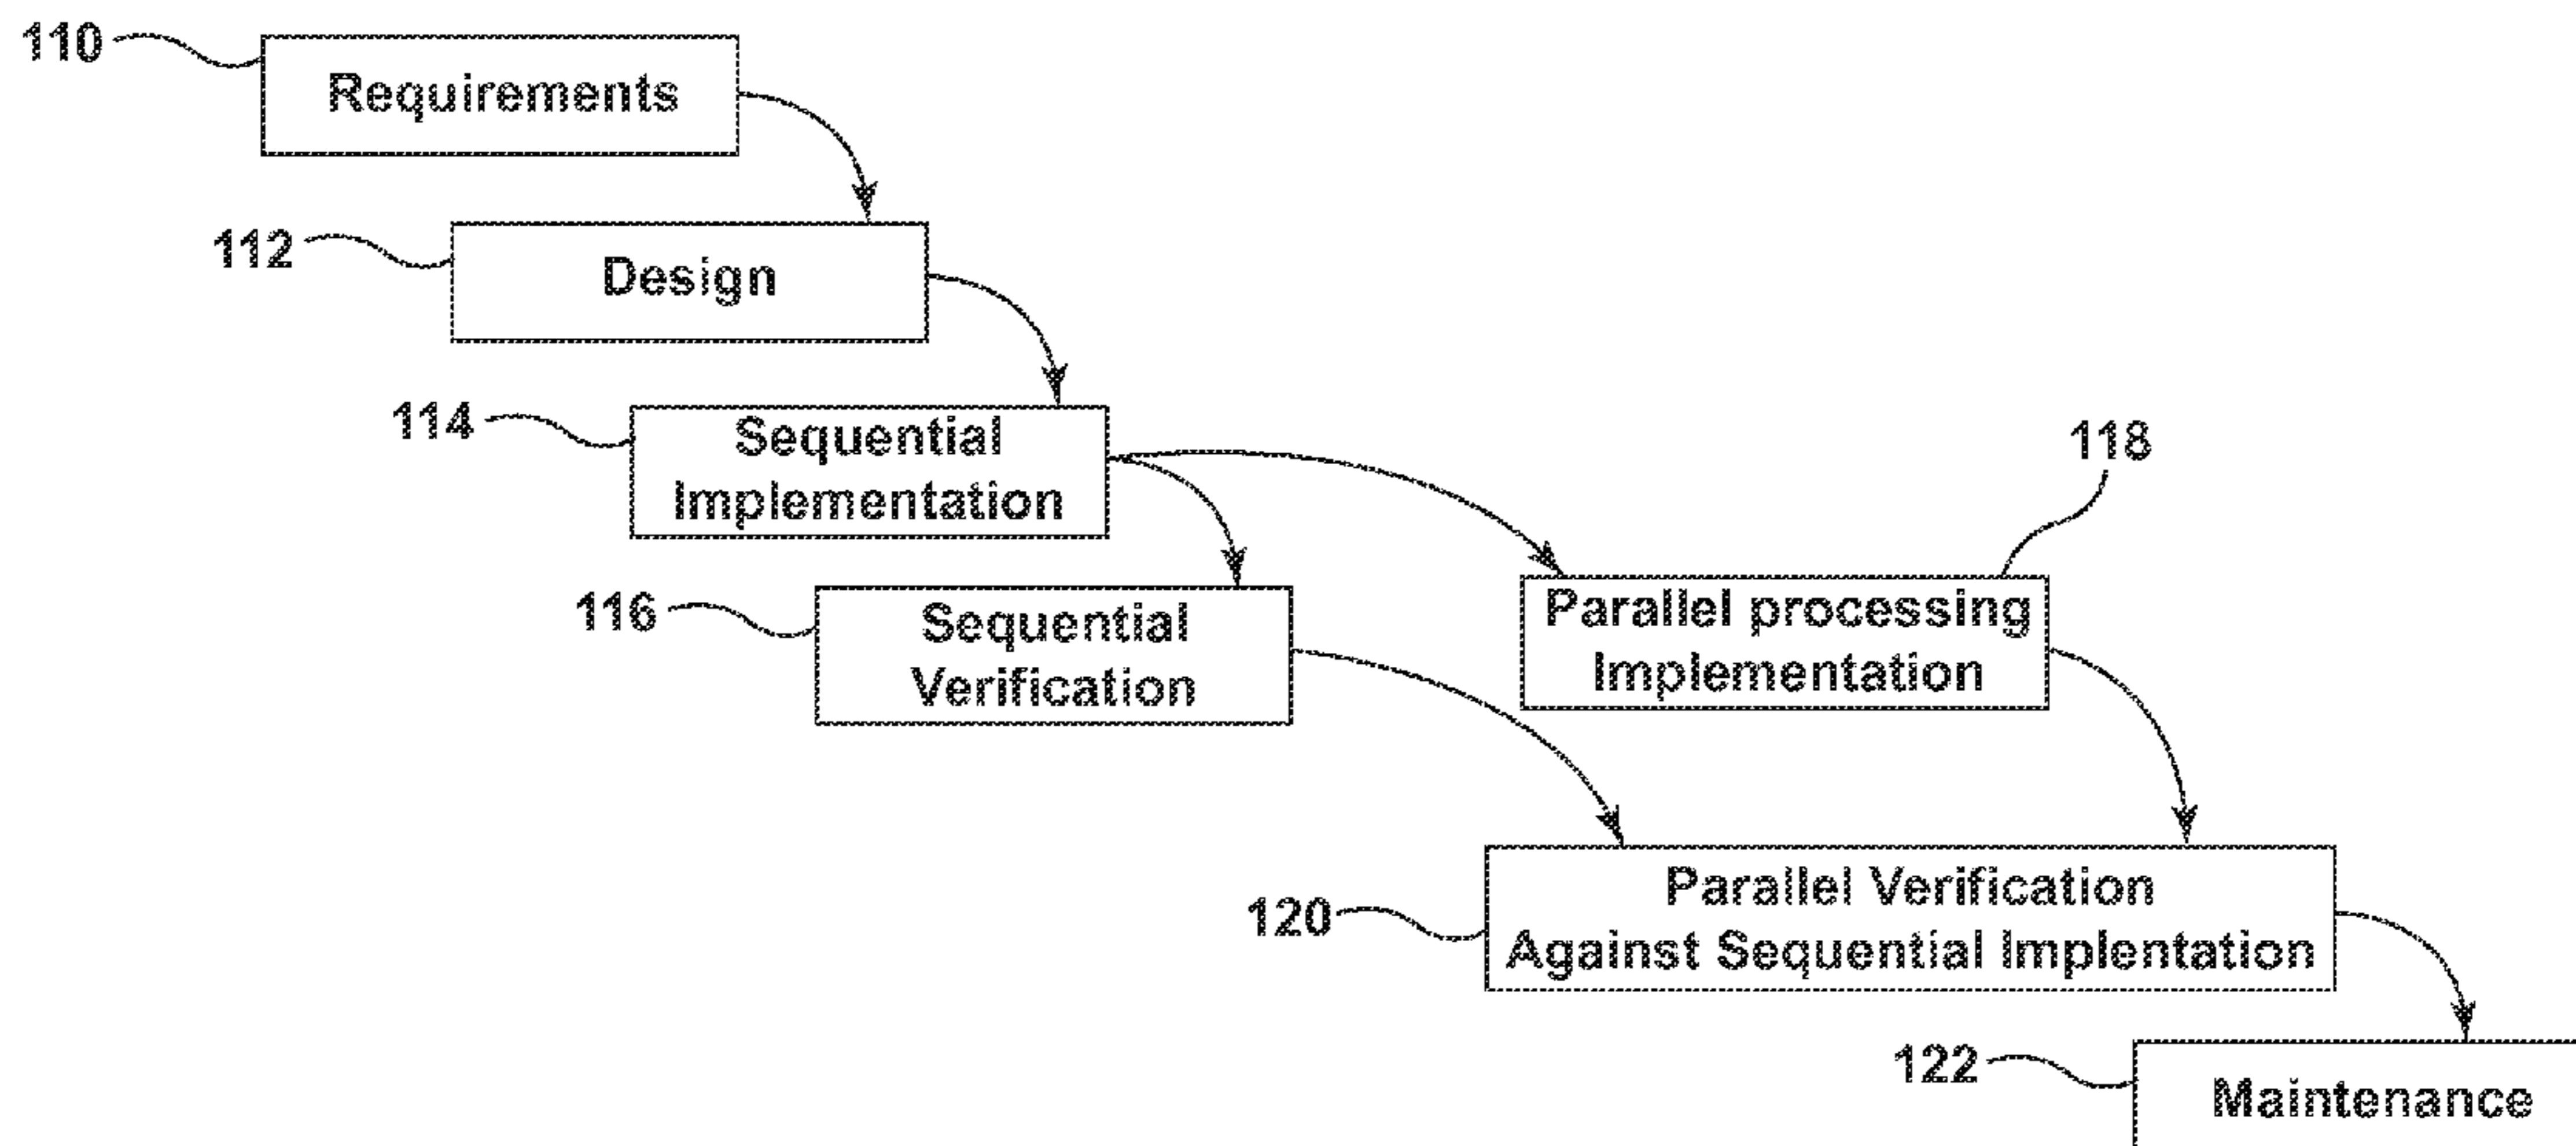 110
Requirements
112
Design
114
Sequential
Implementation
118
116
Sequential
Verification
Parallel processing
Implementation
120
Parallel Verification
Against Sequential Implentation
122
Maintenance